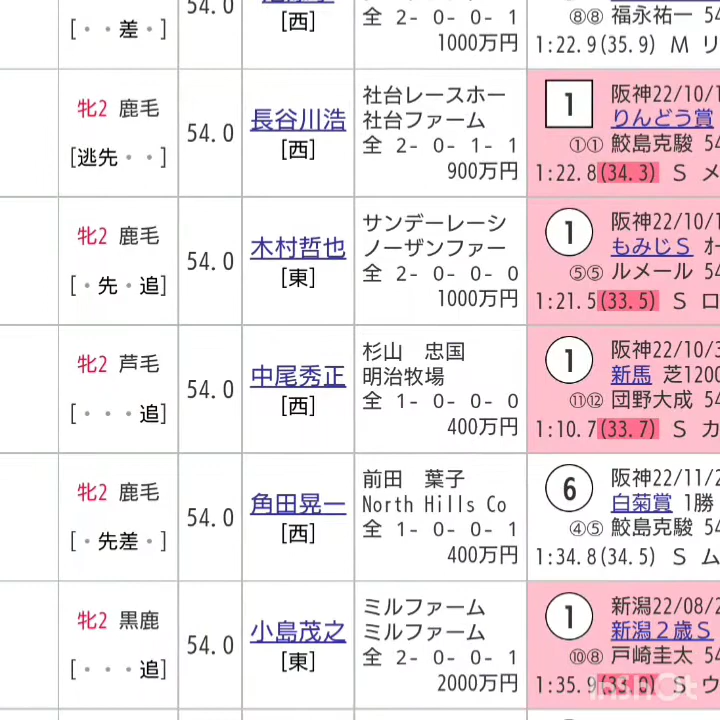 54.0
[・・差・]
[西]
全 2- 0- 0- 1
1000万円
⑧⑧ 福永祐一 54
1:22.9(35.9) M リ
牝2 鹿毛
[逃先・・]
54.0
長谷川浩
[西]
社台レースホー
社台ファーム
全 2- 0- 1- 1
900万円
1
阪神22/10/1
りんどう賞
①① 鮫島克駿 54
1:22.8(34.3) S メ
牝2 鹿毛
[・先・追]
54.0
木村哲也
[東]
サンデーレーシ
ノーザンファー
全 2- 0- 0- 0
1000万円
1
阪神22/10/1
もみじS オー
⑤⑤ ルメール 54
1:21.5(33.5) S ロ
牝2 芦毛
[・・・追]
54.0
中尾秀正
[西]
杉山 忠国
明治牧場
全 1- 0- 0- 0
400万円
1
阪神22/10/3
新馬 芝1200
⑪⑫ 団野大成 54
1:10.7(33.7) S カ
牝2 鹿毛
[・先差・]
54.0
角田晃一
[西]
前田 葉子
North Hills Co
全 1- 0- 0- 1
400万円
6
阪神22/11/2
白菊賞 1勝
④⑤ 鮫島克駿 54
1:34.8(34.5) S ム
牝2 黒鹿
[・・・追]
54.0
小島茂之
[東]
ミルファーム
ミルファーム
全 2- 0- 0- 1
2000万円
1
新潟22/08/2
新潟2歳S
⑩⑧ 戸崎圭太 54
1:35.9(33.0) S ウ
InShOt